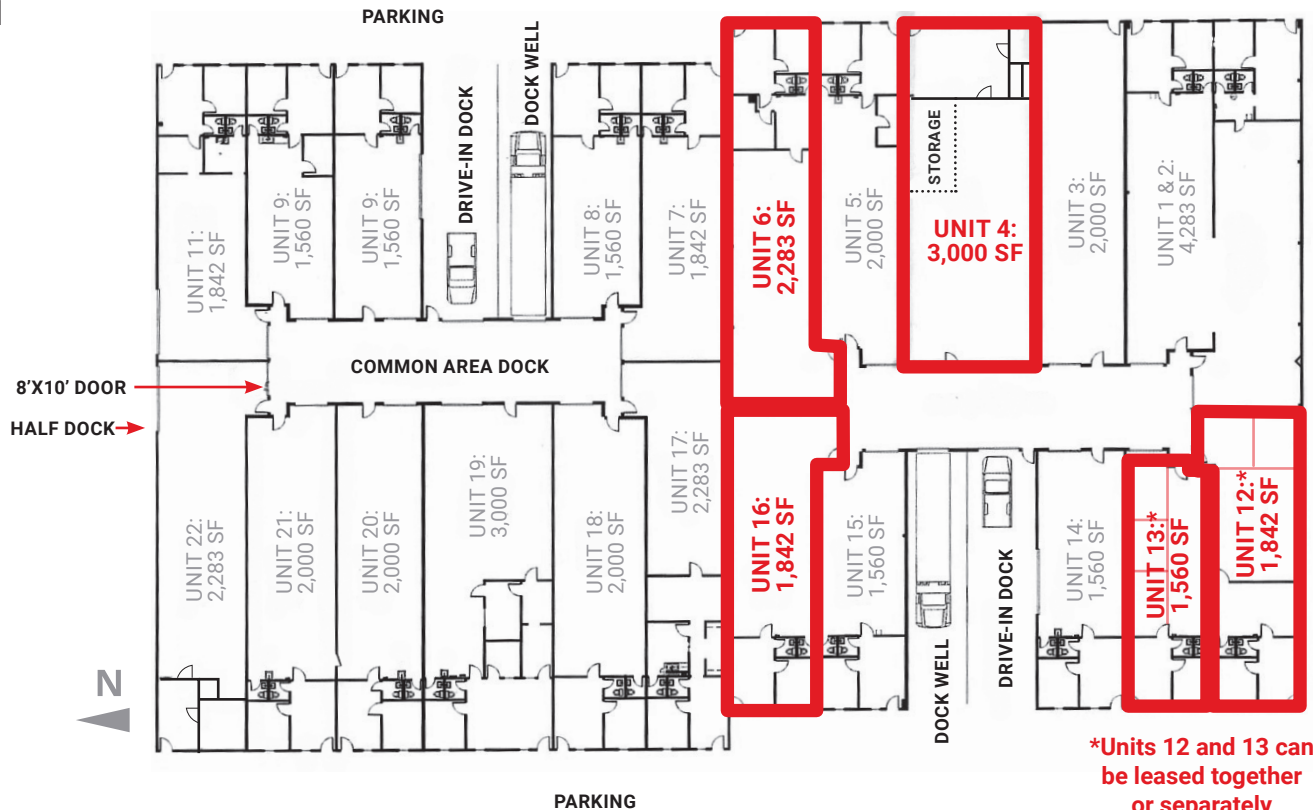 PARKING
DRIVE-IN DOCK
DOCK WELL
UNIT 11:
1,842 SF
UNIT 9:
1,560 SF
UNIT 9:
1,560 SF
UNIT 8:
1,560 SF
UNIT 7:
1,842 SF
UNIT 6:
2,283 SF
UNIT 5:
2,000 SF
STORAGE
UNIT 4:
3,000 SF
UNIT 3:
2,000 SF
UNIT 1 & 2:
4,283 SF
COMMON AREA DOCK
8’X10’ DOOR
HALF DOCK
UNIT 22:
2,283 SF
UNIT 21:
2,000 SF
UNIT 20:
2,000 SF
UNIT 19:
3,000 SF
UNIT 18:
2,000 SF
UNIT 17:
2,283 SF
UNIT 16:
1,842 SF
UNIT 15:
1,560 SF
DOCK WELL
DRIVE-IN DOCK
UNIT 14:
1,560 SF
UNIT 13:*
1,560 SF
UNIT 12:*
1,842 SF
N
*Units 12 and 13 can
be leased together
or separately
PARKING